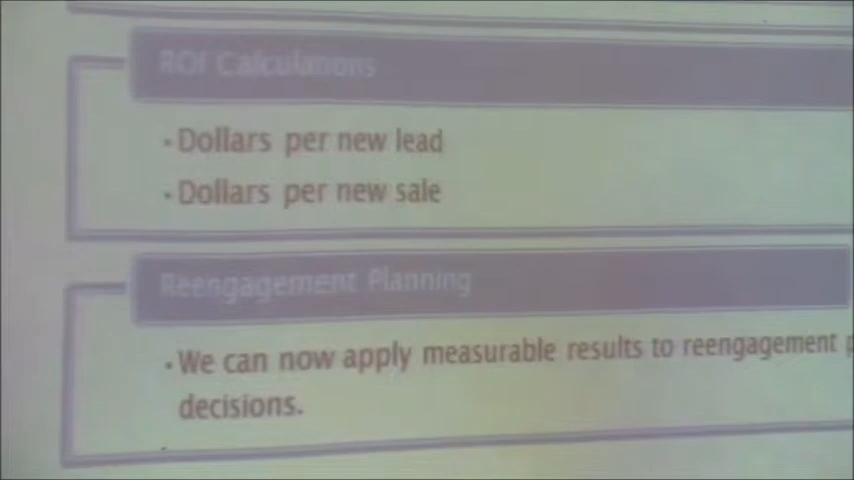 ROI Calculations
• Dollars per new lead
• Dollars per new sale
Reengagement Planning
• We can now apply measurable results to reengagement
decisions.